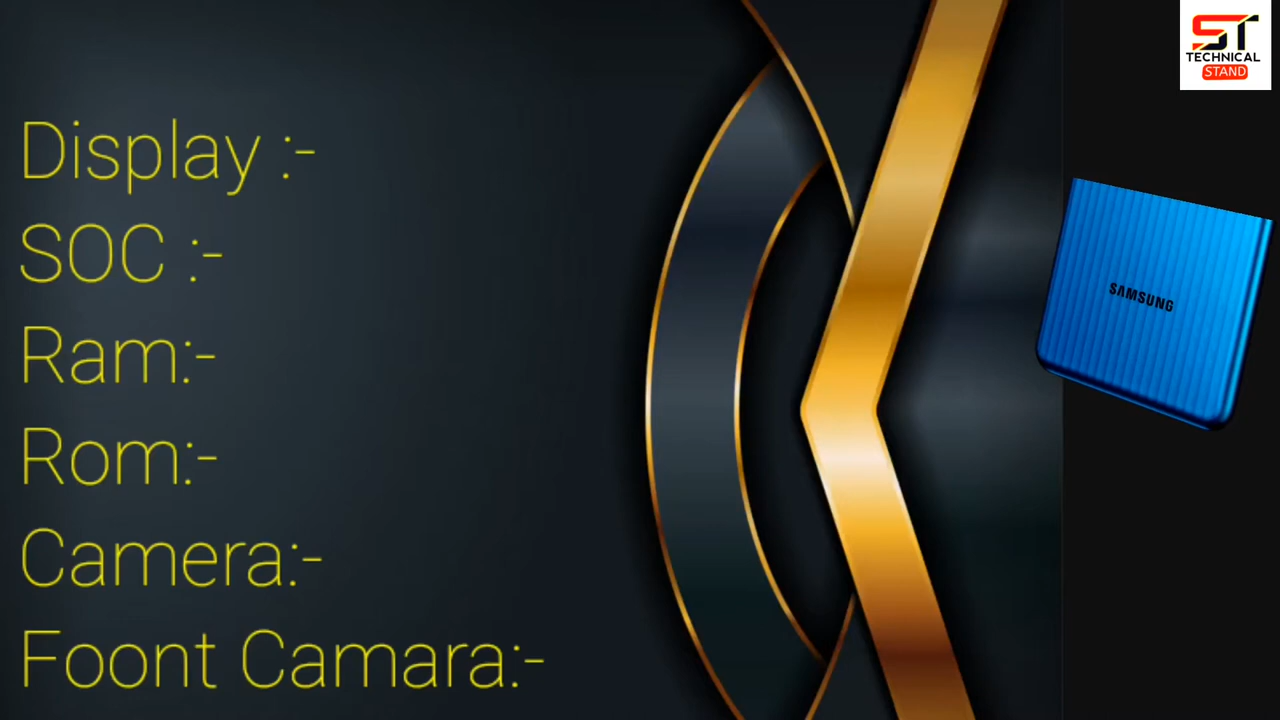 ST
TECHNICAL
STAND
Display :-
SOC :-
Ram:-
Rom:-
Camera:-
Foont Camara:-
SAMSUNG